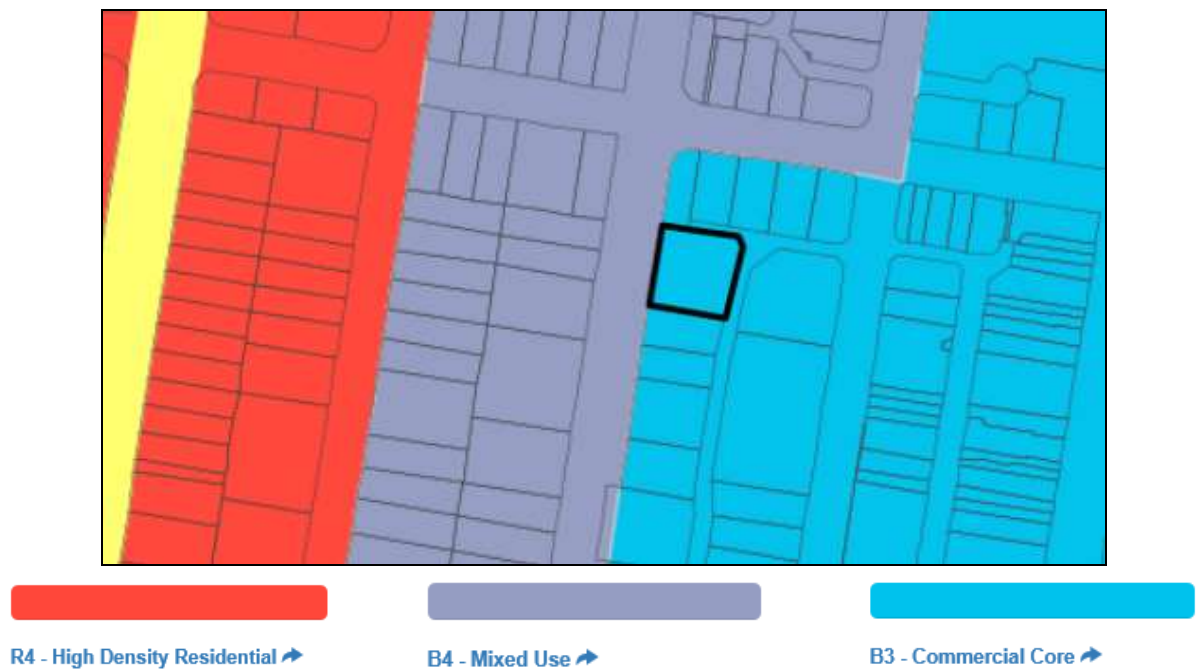 R4 - High Density Residential
B4 - Mixed Use
B3 - Commercial Core